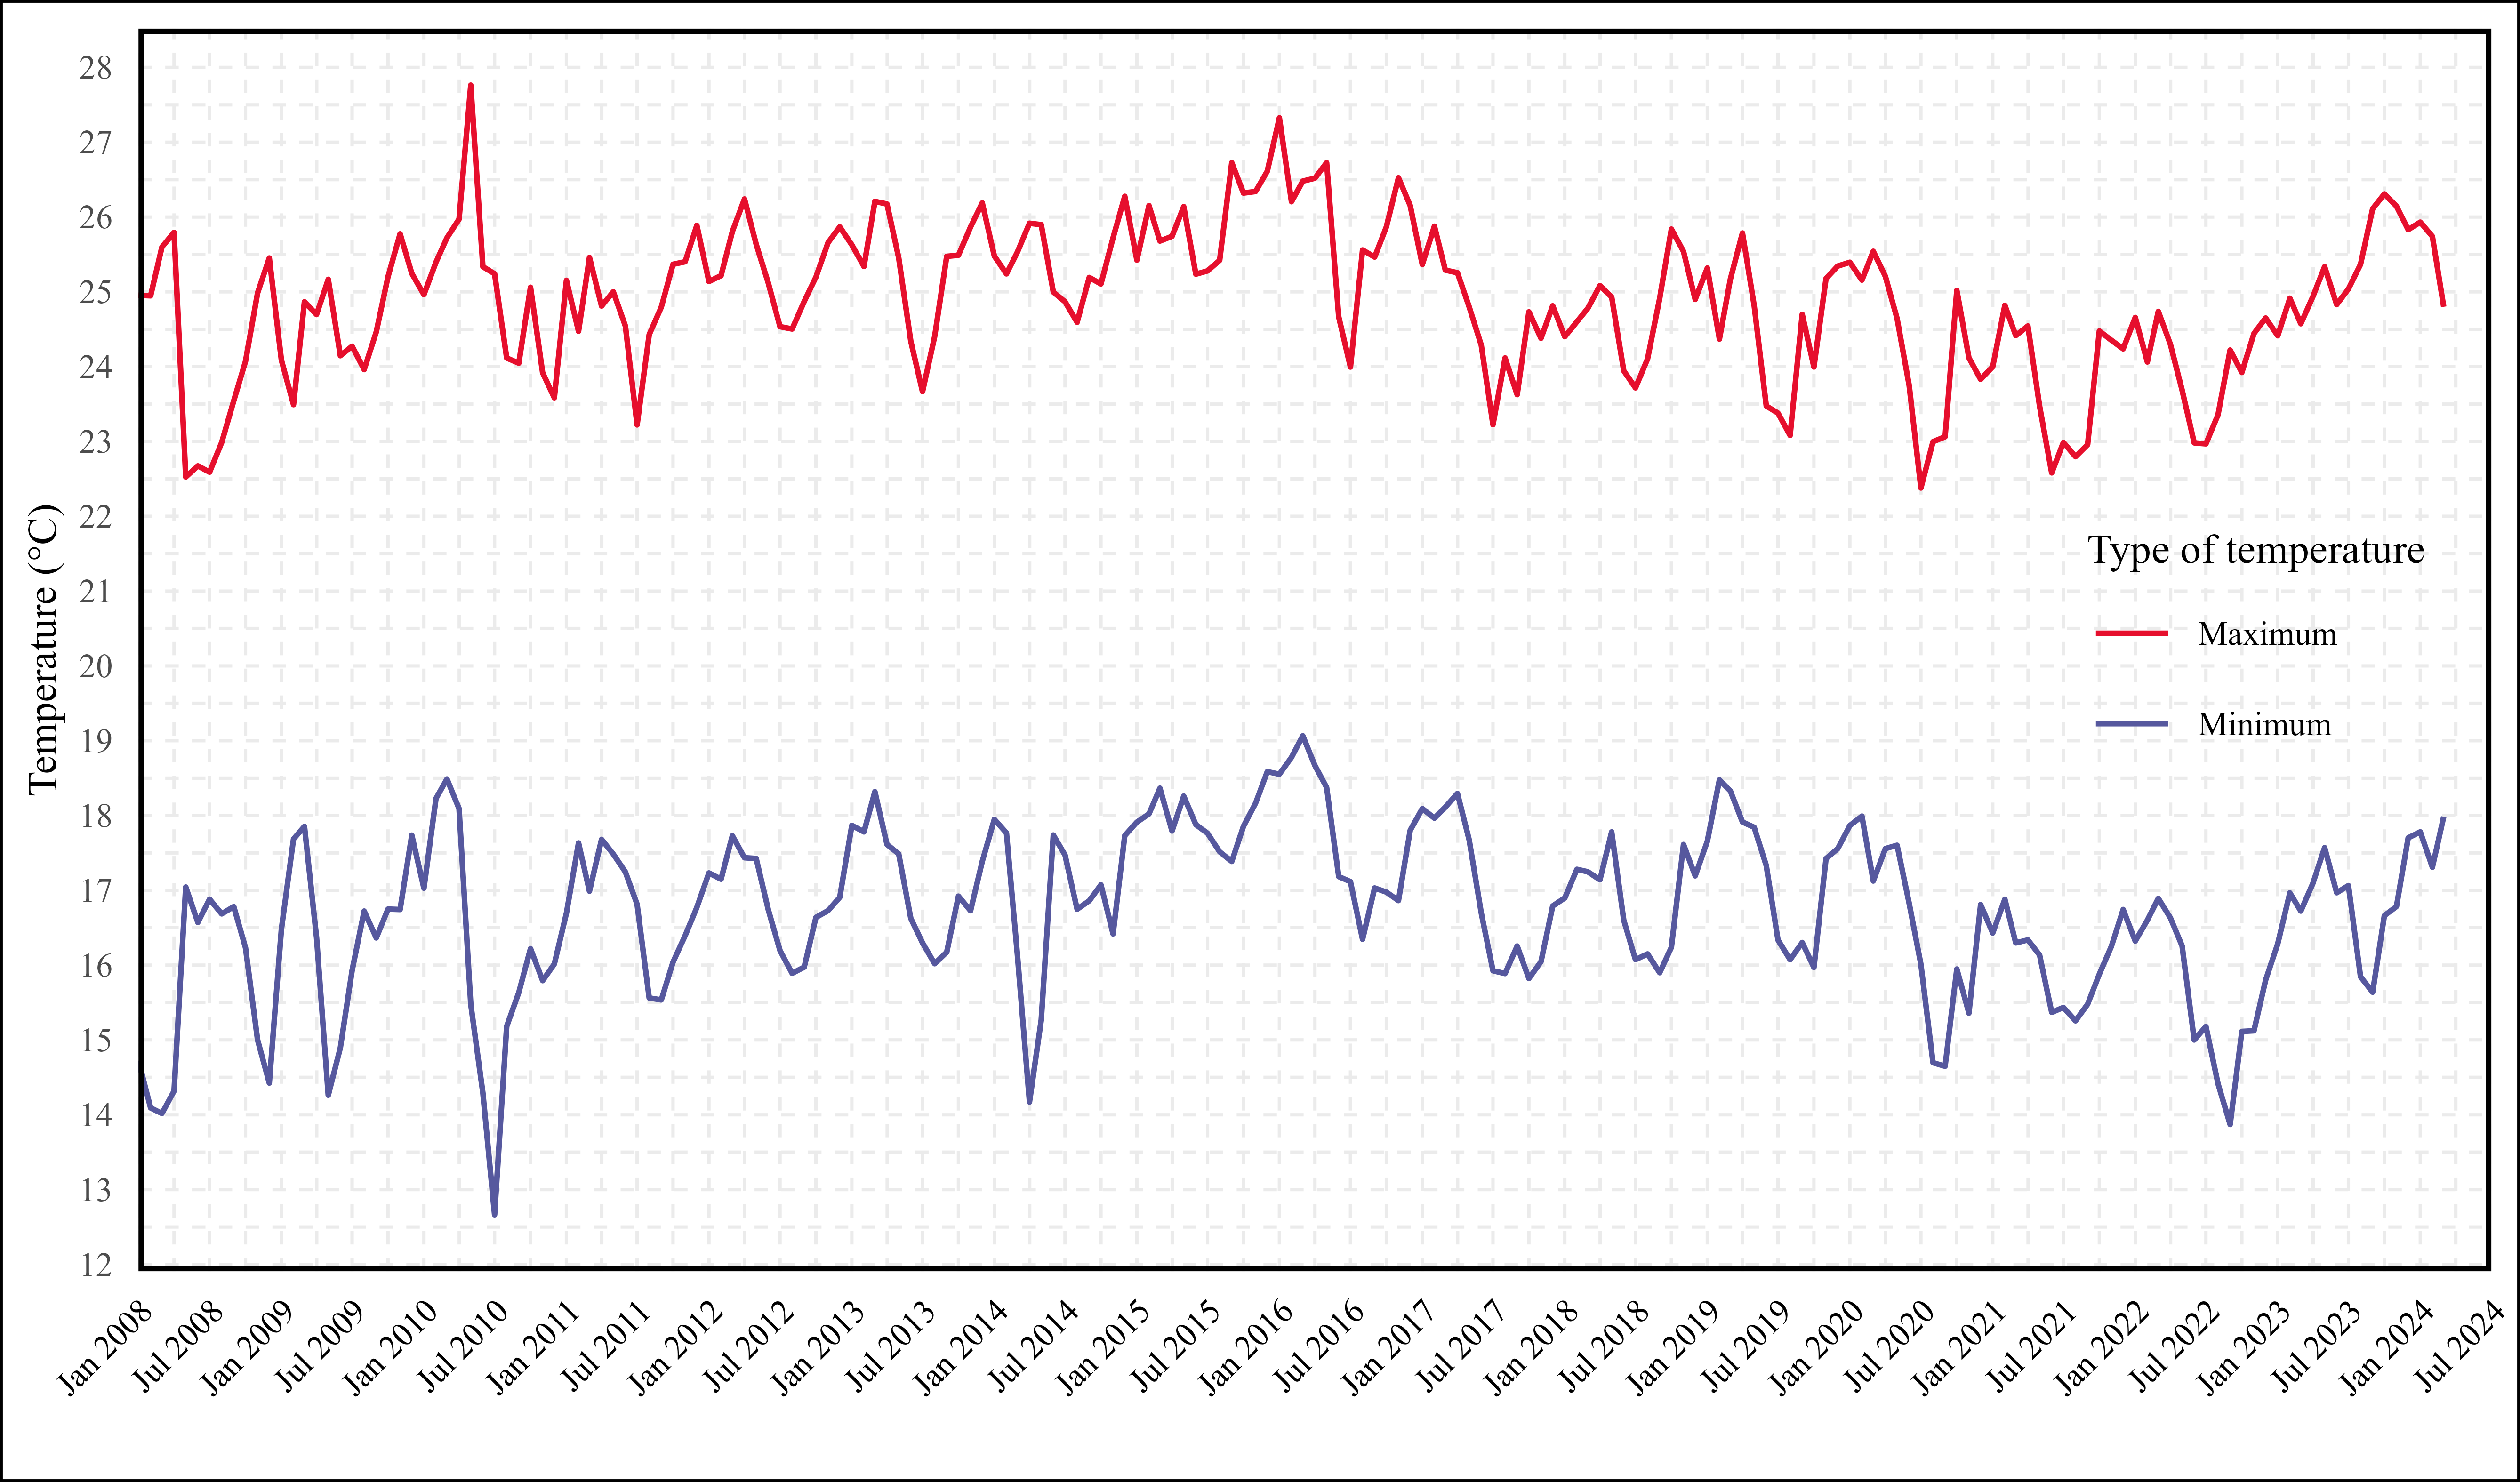 Temperature (°C)
28
27
26
25
24
23
22
21
20
19
18
17
16
15
14
13
12
Type of temperature
Maximum
Minimum
Jan 2008
Jul 2008
Jan 2009
Jul 2009
Jan 2010
Jul 2010
Jan 2011
Jul 2011
Jan 2012
Jul 2012
Jan 2013
Jul 2013
Jan 2014
Jul 2014
Jan 2015
Jul 2015
Jan 2016
Jul 2016
Jan 2017
Jul 2017
Jan 2018
Jul 2018
Jan 2019
Jul 2019
Jan 2020
Jul 2020
Jan 2021
Jul 2021
Jan 2022
Jul 2022
Jan 2023
Jul 2023
Jan 2024
Jul 2024